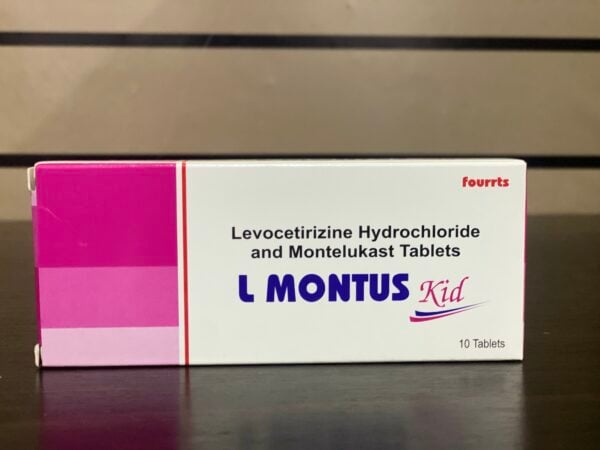 fourrts
Levocetirizine Hydrochloride
and Montelukast Tablets
L MONTUS Kid
10 Tablets